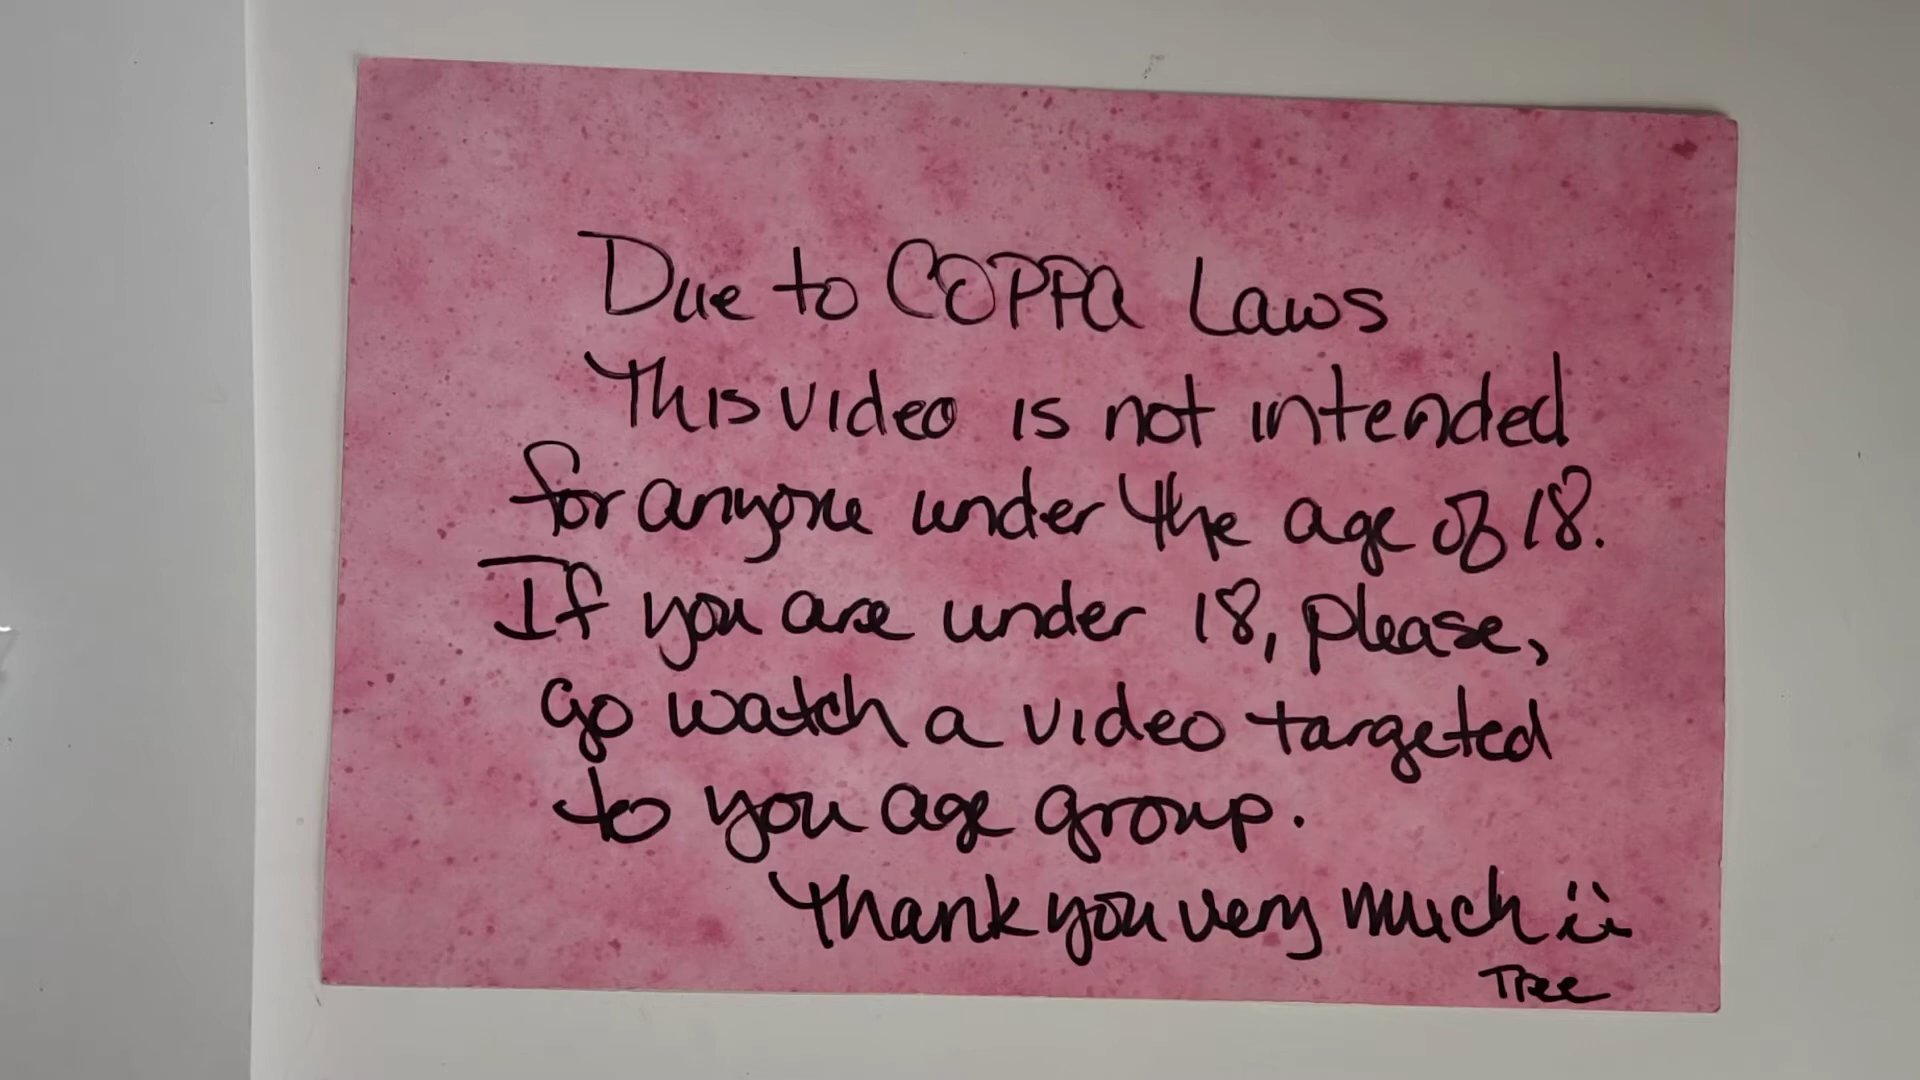 Due to COPPA Laws
This video is not intended
for anyone under the age of 18.
If you are under 18, please,
go watch a video targeted
to you age group.
Thank you very much
Tree